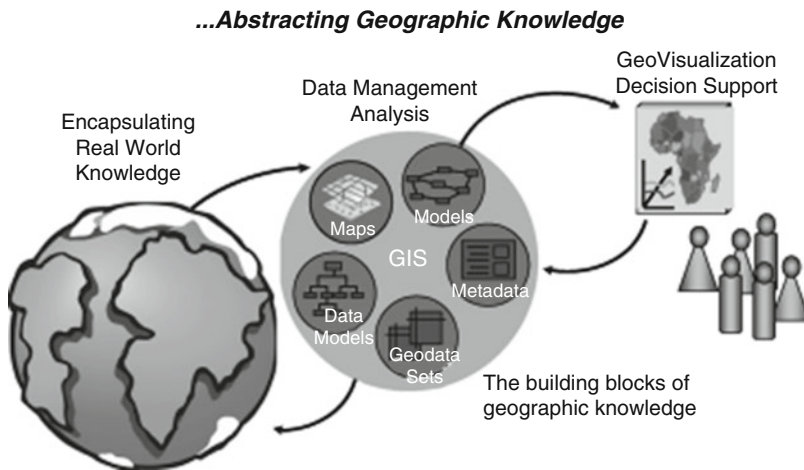 ...Abstracting Geographic Knowledge
GeoVisualization
Decision Support
Data Management
Analysis
Encapsulating
Real World
Knowledge
Maps
Models
GIS
Metadata
Data
Models
Geodata
Sets
The building blocks of
geographic knowledge